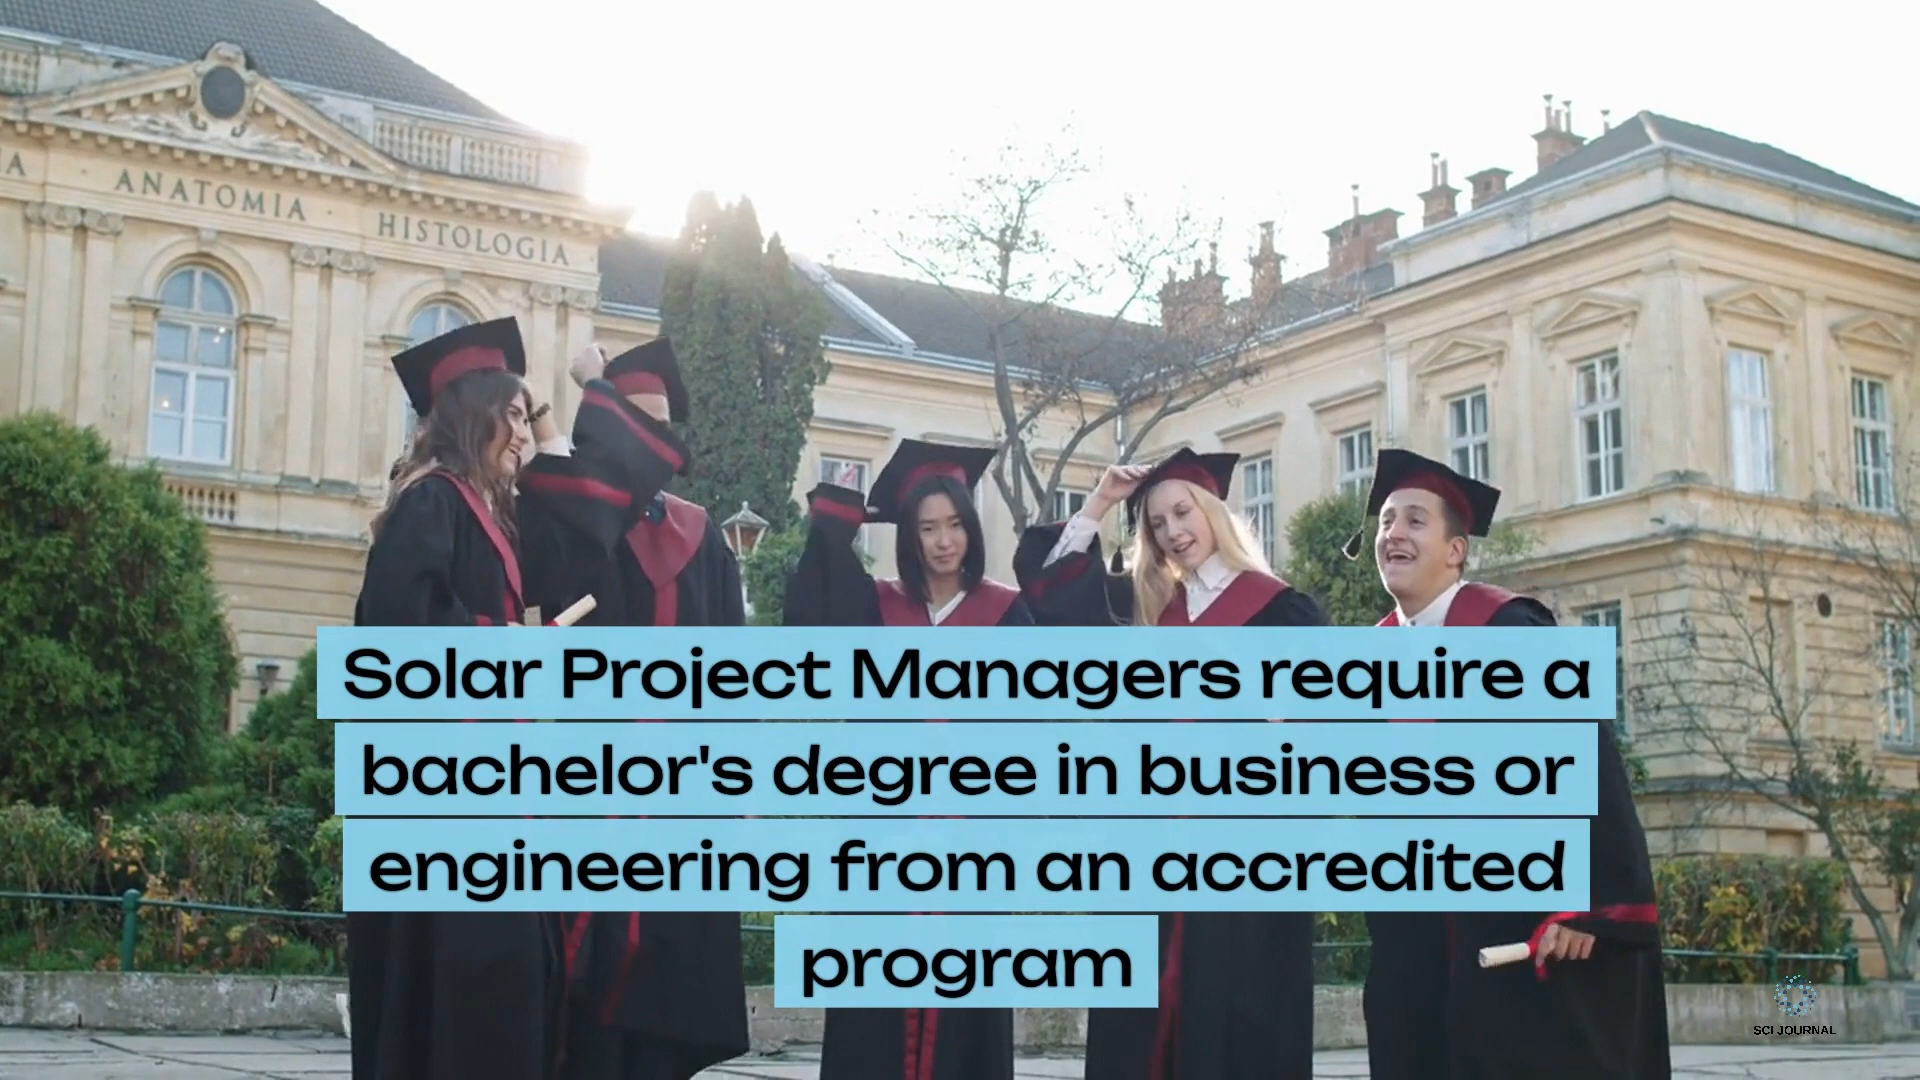 ANATOMIA HISTOLOGIA
Solar Project Managers require a
bachelor's degree in business or
engineering from an accredited
program
SCI JOURNAL